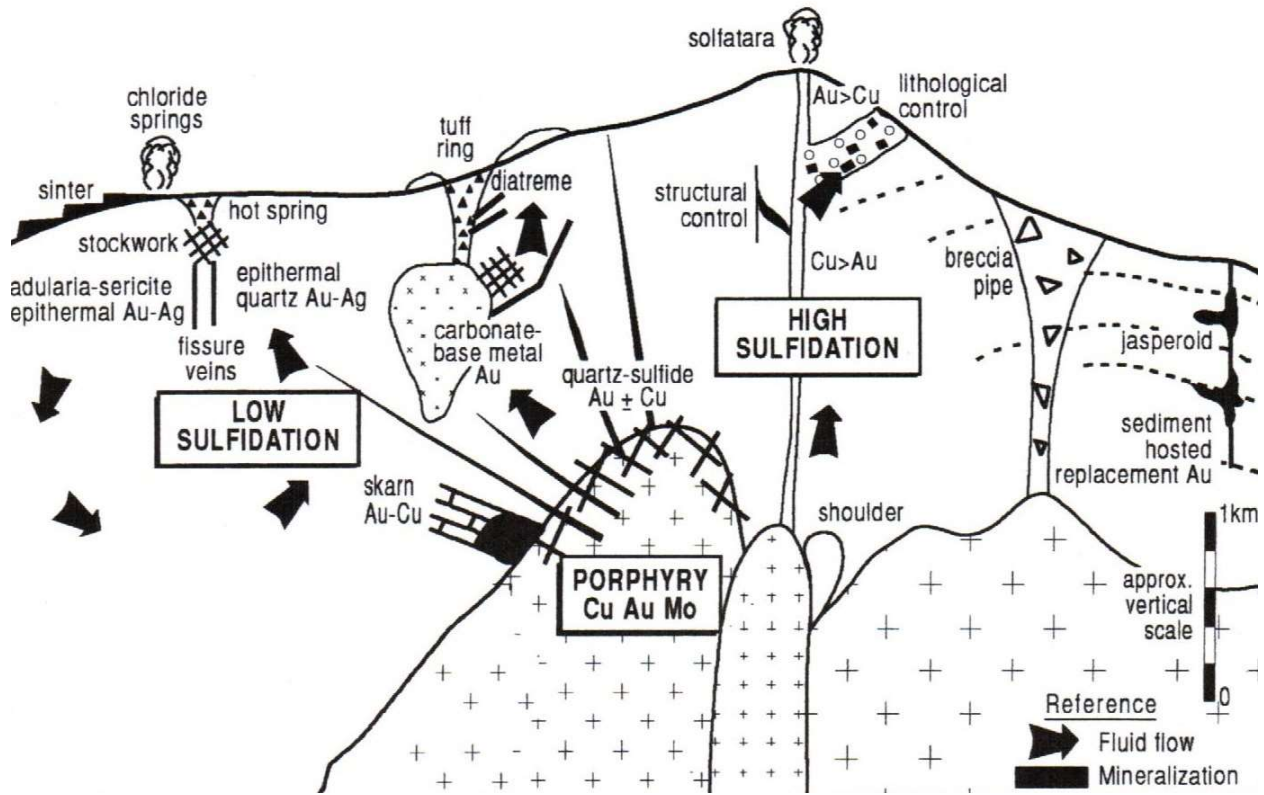 solfatara
chloride
springs
Au>Cu
lithological
control
tuff
ring
sinter
hot spring
diatreme
structural
control
stockwork
adularia-sericite
epithermal Au-Ag
epithermal
quartz Au-Ag
Cu>Au
breccia
pipe
fissure
veins
carbonate-
base metal
Au
HIGH
SULFIDATION
jasperoid
quartz-sulfide
Au ± Cu
LOW
SULFIDATION
sediment
hosted
replacement Au
skarn
Au-Cu
shoulder
1km
PORPHYRY
Cu Au Mo
approx.
vertical
scale
0
Reference
Fluid flow
Mineralization